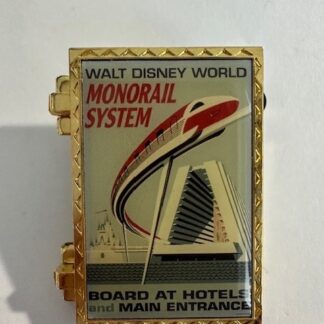 WALT DISNEY WORLD
MONORAIL
SYSTEM
BOARD AT HOTELS
and MAIN ENTRANCE